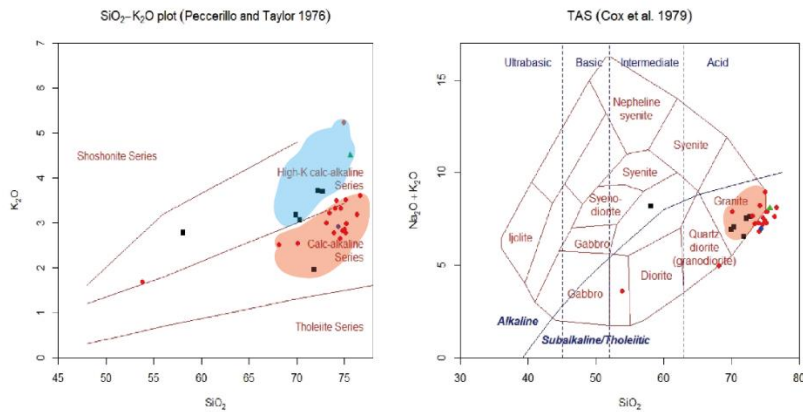 SiO₂−K₂O plot (Peccerillo and Taylor 1976)
7
6
5
4
3
2
1
0
K₂O
Shoshonite Series
High-K calc-alkaline
Series
Calc-alkaline
Series
Tholeiite Series
45 50 55 60 65 70 75
SiO₂
TAS (Cox et al. 1979)
15
10
5
0
Na₂O + K₂O
Ultrabasic Basic Intermediate Acid
Nepheline
syenite
Syenite
Syenite
Syeno-
diorite
Granite
Ijolite
Gabbro
Quartz
diorite
(granodiorite)
Diorite
Gabbro
Alkaline
Subalkaline/Tholeiitic
30 40 50 60 70 80
SiO₂